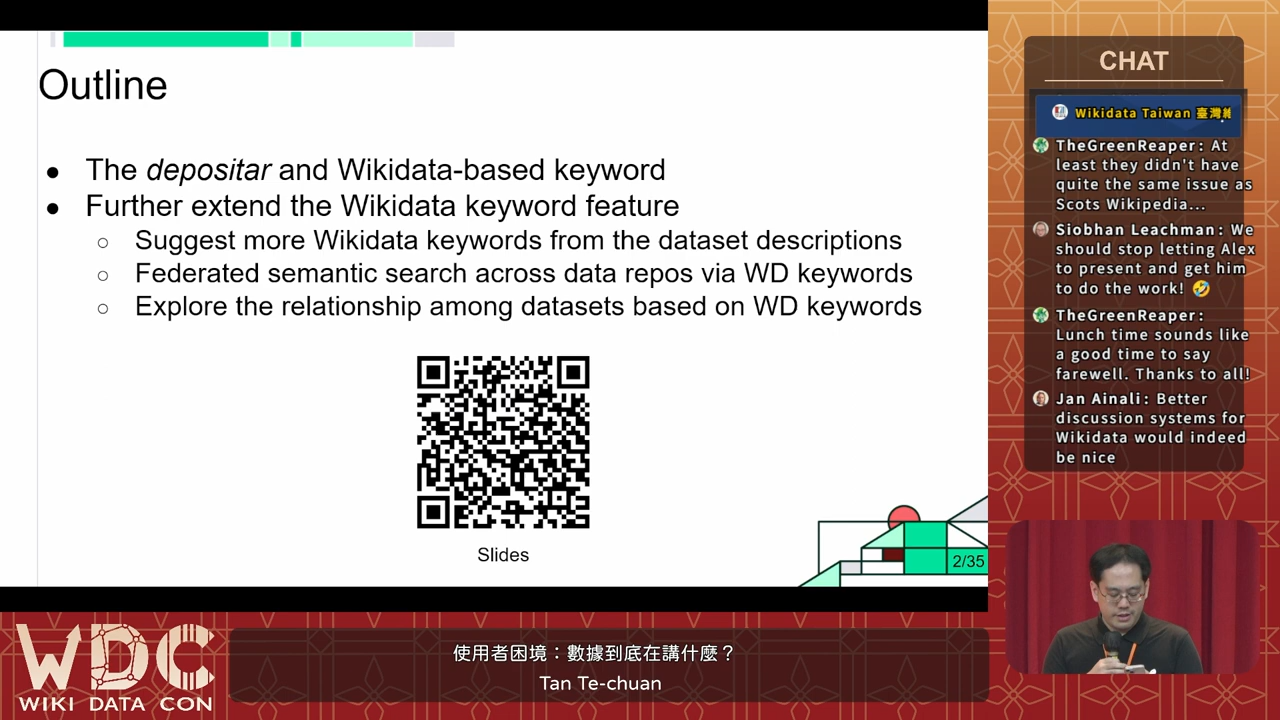 Outline
● The depositar and Wikidata-based keyword
● Further extend the Wikidata keyword feature
○ Suggest more Wikidata keywords from the dataset descriptions
○ Federated semantic search across data repos via WD keywords
○ Explore the relationship among datasets based on WD keywords
Slides
2/35
CHAT
Wikidata Taiwan 臺灣維
TheGreenReaper: At
least they didn't have
quite the same issue as
Scots Wikipedia...
Siobhan Leachman: We
should stop letting Alex
to present and get him
to do the work! 🤣
TheGreenReaper:
Lunch time sounds like
a good time to say
farewell. Thanks to all!
Jan Ainali: Better
discussion systems for
Wikidata would indeed
be nice
WDC
WIKI DATA CON
使用者困境：數據到底在講什麼？
Tan Te-chuan